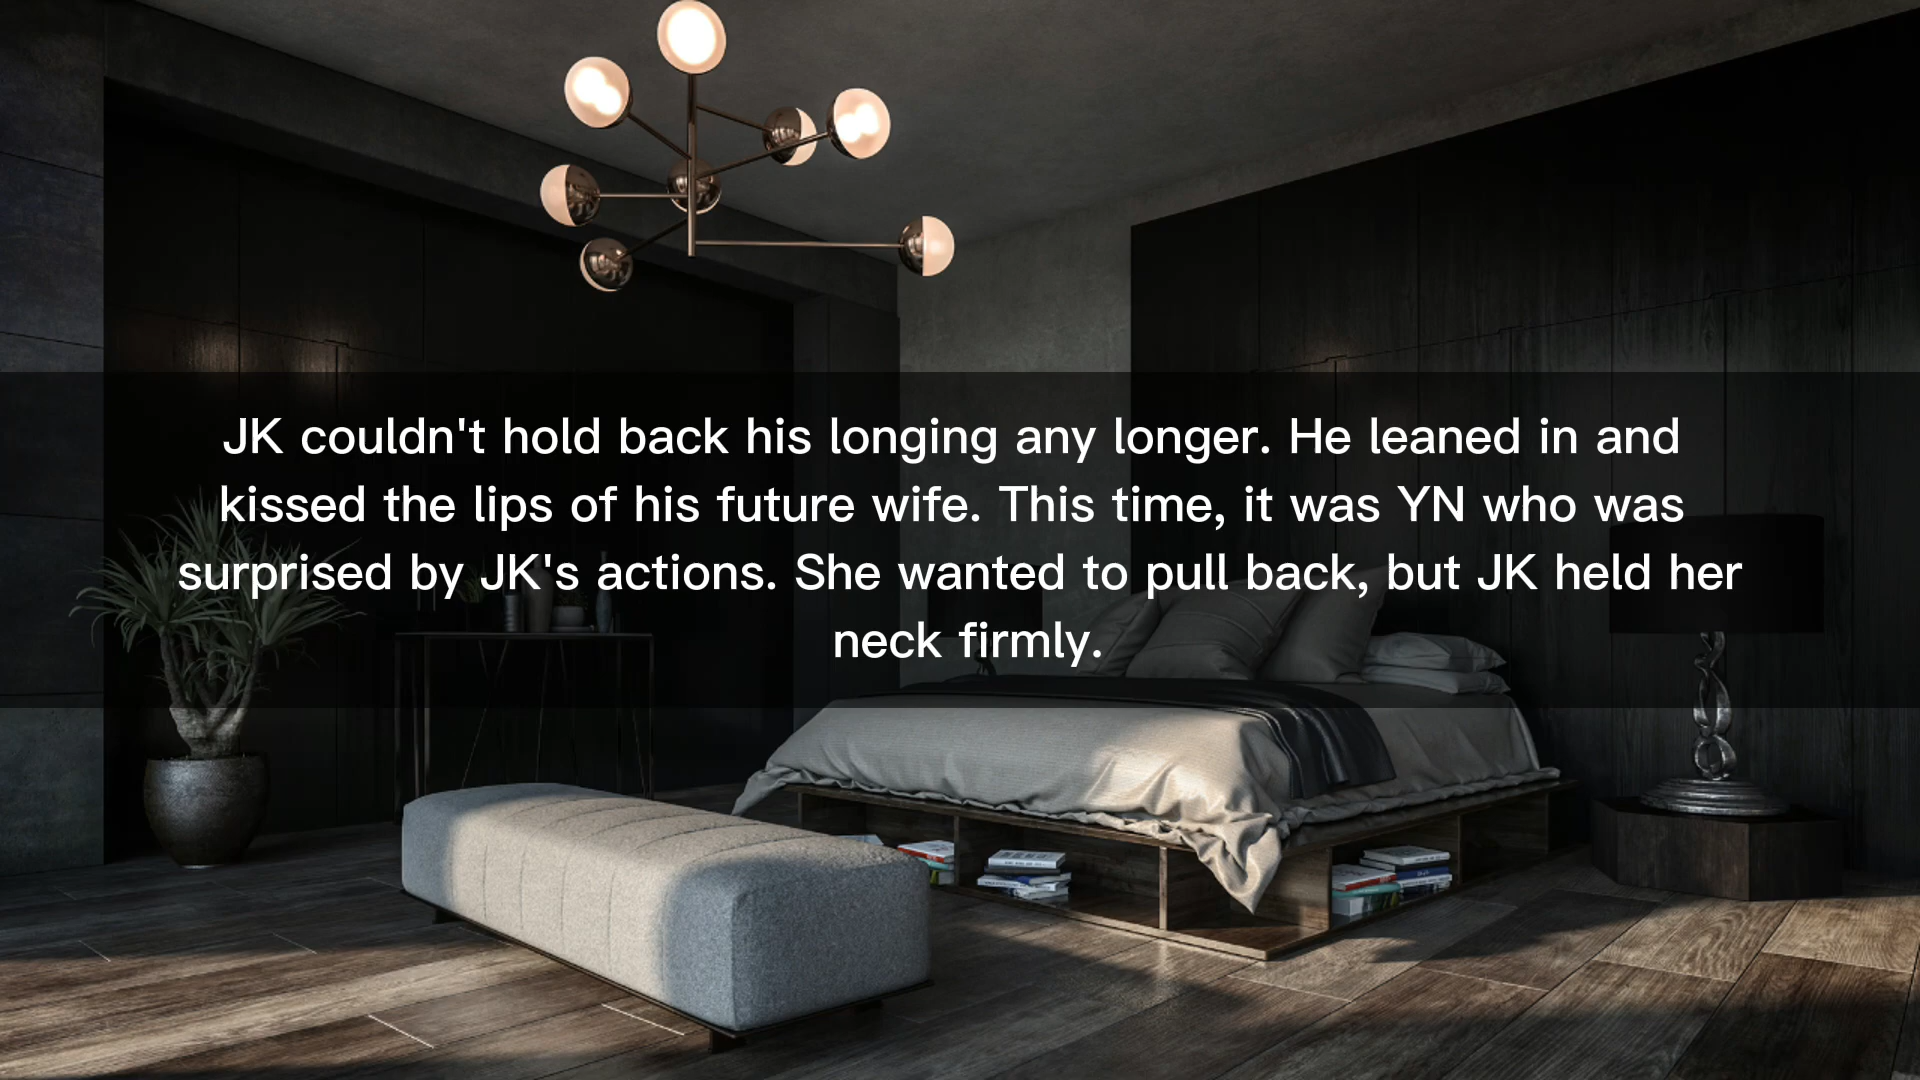 JK couldn't hold back his longing any longer. He leaned in and
kissed the lips of his future wife. This time, it was YN who was
surprised by JK's actions. She wanted to pull back, but JK held her
neck firmly.